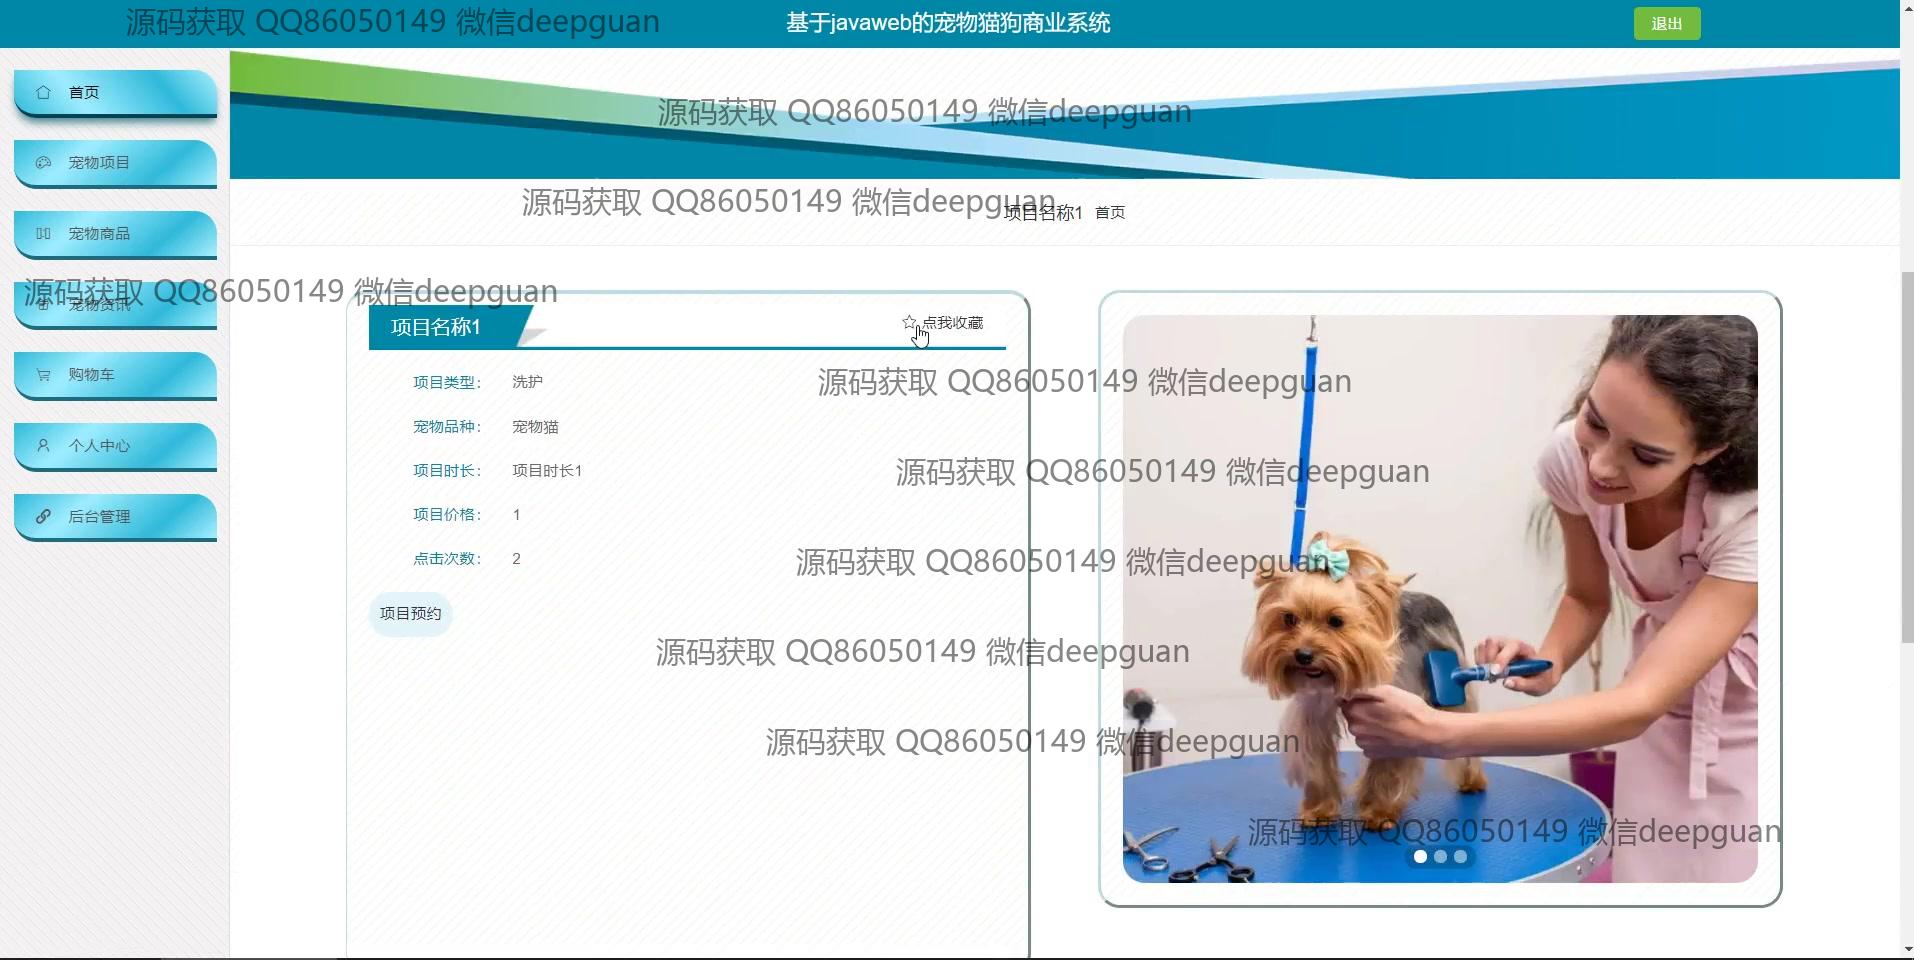 源码获取 QQ86050149 微信deepguan
基于javaweb的宠物猫狗商业系统
退出
首页
源码获取 QQ86050149 微信deepguan
宠物项目
源码获取 QQ86050149 微信deepguan
项目名称1 首页
宠物商品
源码获取 QQ86050149 微信deepguan
宠物资讯
项目名称1
点我收藏
购物车
项目类型: 洗护
源码获取 QQ86050149 微信deepguan
宠物品种: 宠物猫
个人中心
项目时长: 项目时长1
源码获取 QQ86050149 微信deepguan
后台管理
项目价格: 1
点击次数: 2
源码获取 QQ86050149 微信deepguan
项目预约
源码获取 QQ86050149 微信deepguan
源码获取 QQ86050149 微信deepguan
源码获取 QQ86050149 微信deepguan